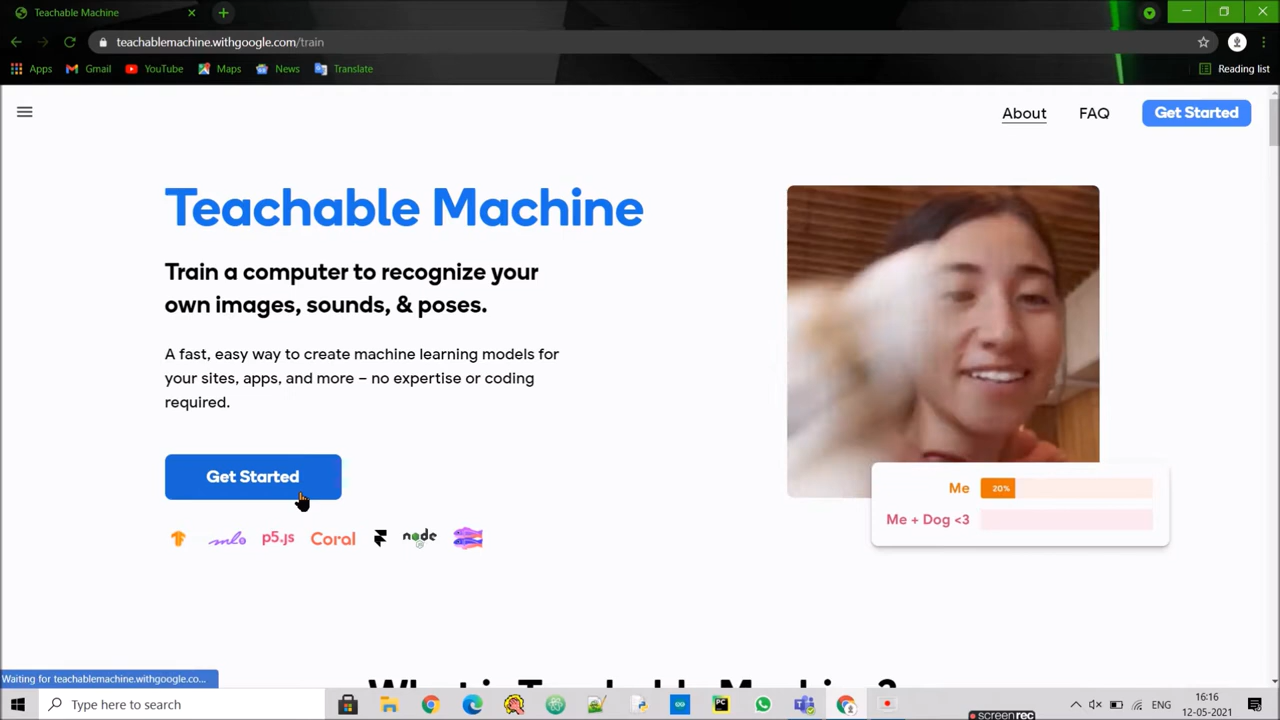 Teachable Machine
teachablemachine.withgoogle.com/train
Apps Gmail YouTube Maps News Translate Reading list
About FAQ Get Started
Teachable Machine
Train a computer to recognize your
own images, sounds, & poses.
A fast, easy way to create machine learning models for
your sites, apps, and more – no expertise or coding
required.
Get Started
p5.js Coral node
Me 20%
Me + Dog <3
What is Teachable Machine?
Waiting for teachablemachine.withgoogle.co...
Type here to search
ENG
16:16
12-05-2021
screenrec